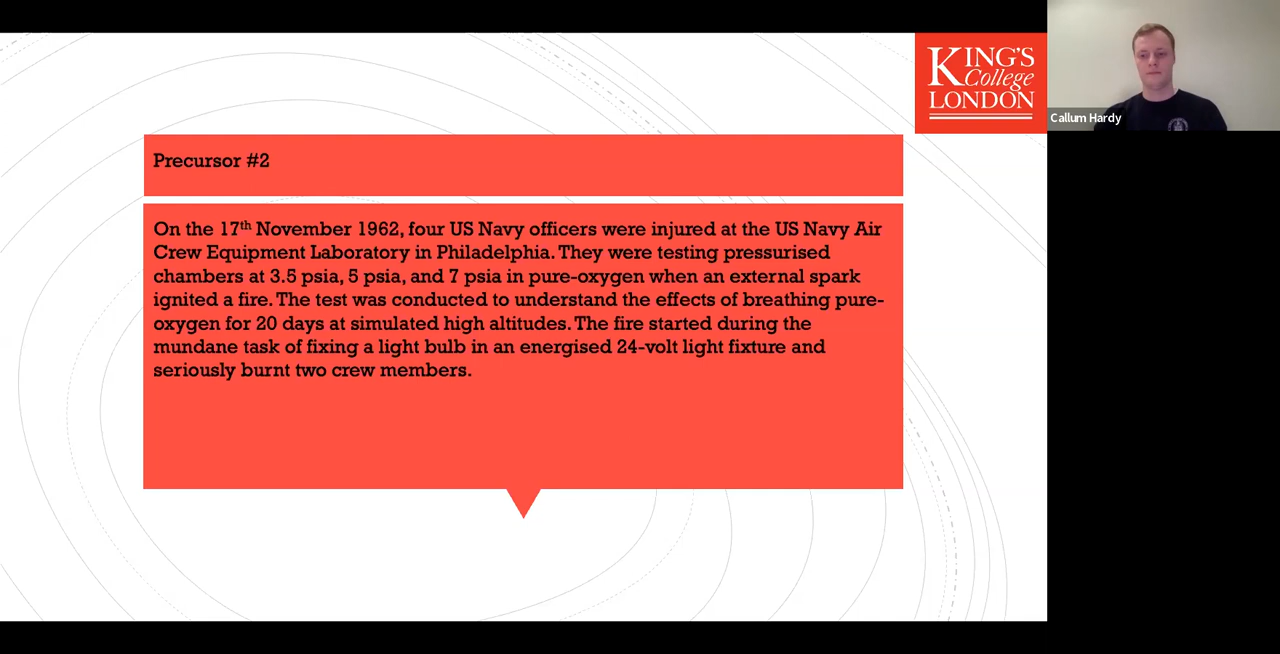 KING'S
College
LONDON
Callum Hardy
Precursor #2
On the 17th November 1962, four US Navy officers were injured at the US Navy Air
Crew Equipment Laboratory in Philadelphia. They were testing pressurised
chambers at 3.5 psia, 5 psia, and 7 psia in pure-oxygen when an external spark
ignited a fire. The test was conducted to understand the effects of breathing pure-
oxygen for 20 days at simulated high altitudes. The fire started during the
mundane task of fixing a light bulb in an energised 24-volt light fixture and
seriously burnt two crew members.